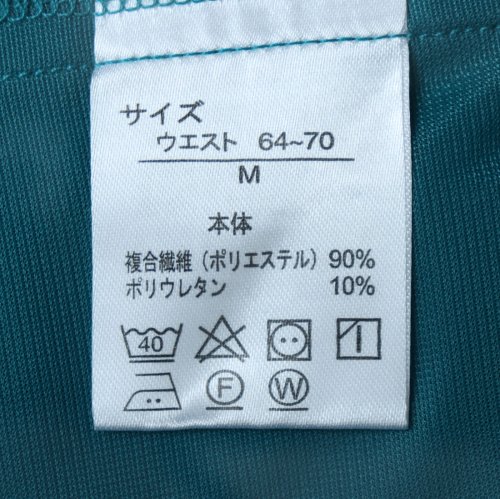 サイズ
ウエスト 64~70
M
本体
複合繊維（ポリエステル）90%
ポリウレタン 10%
40
F W